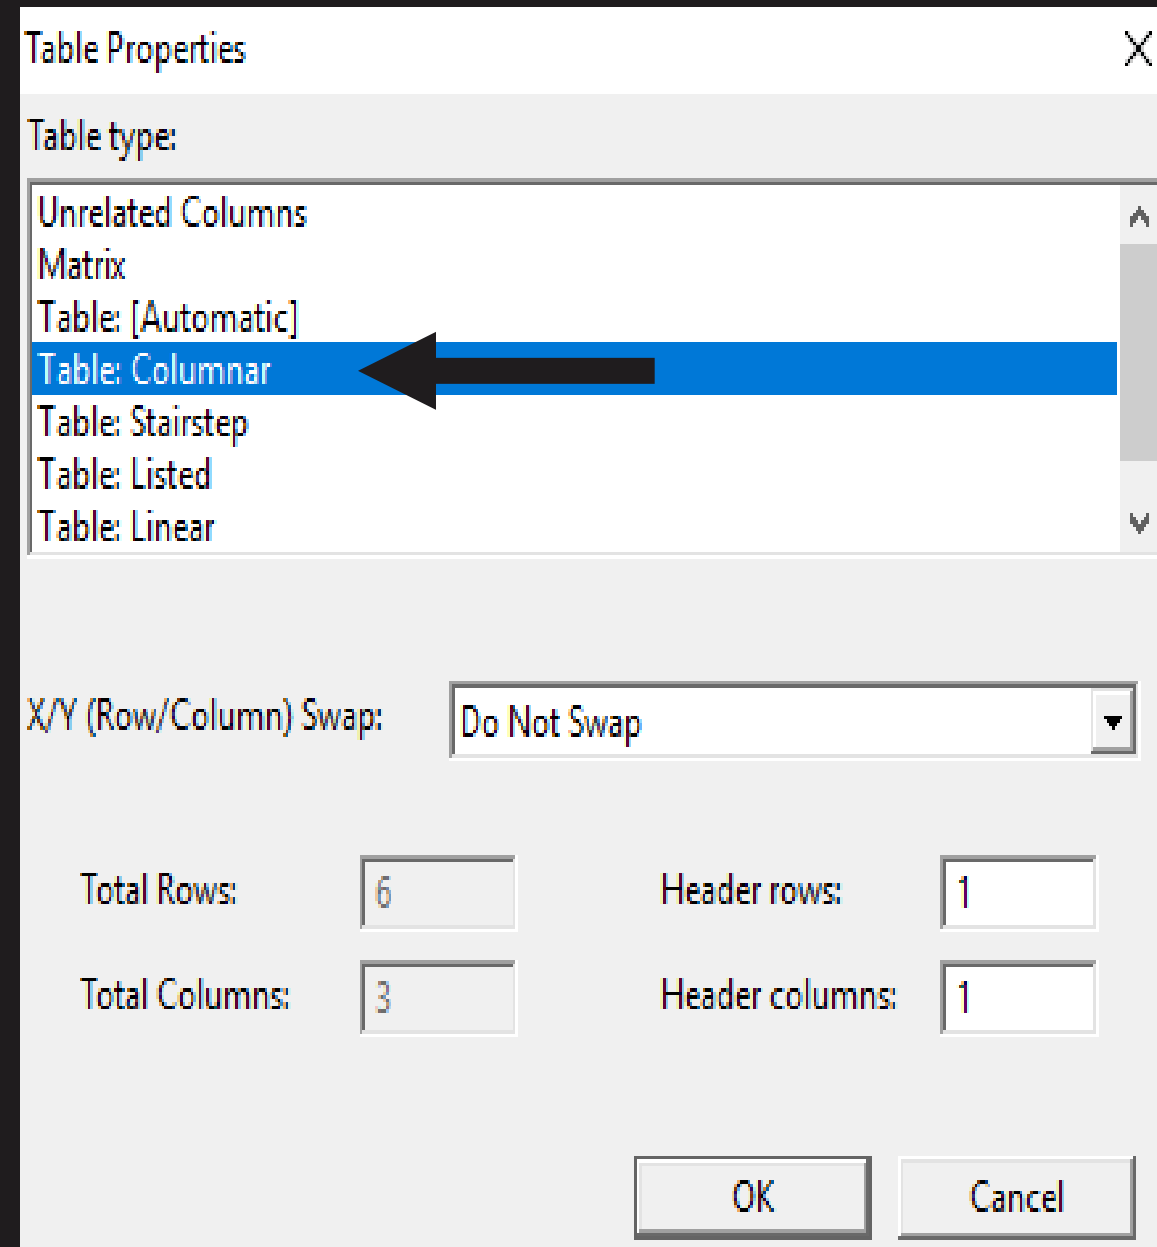 Table Properties
Table type:
Unrelated Columns
Matrix
Table: [Automatic]
Table: Columnar
Table: Stairstep
Table: Listed
Table: Linear
X/Y (Row/Column) Swap: Do Not Swap
Total Rows: 6 Header rows: 1
Total Columns: 3 Header columns: 1
OK Cancel